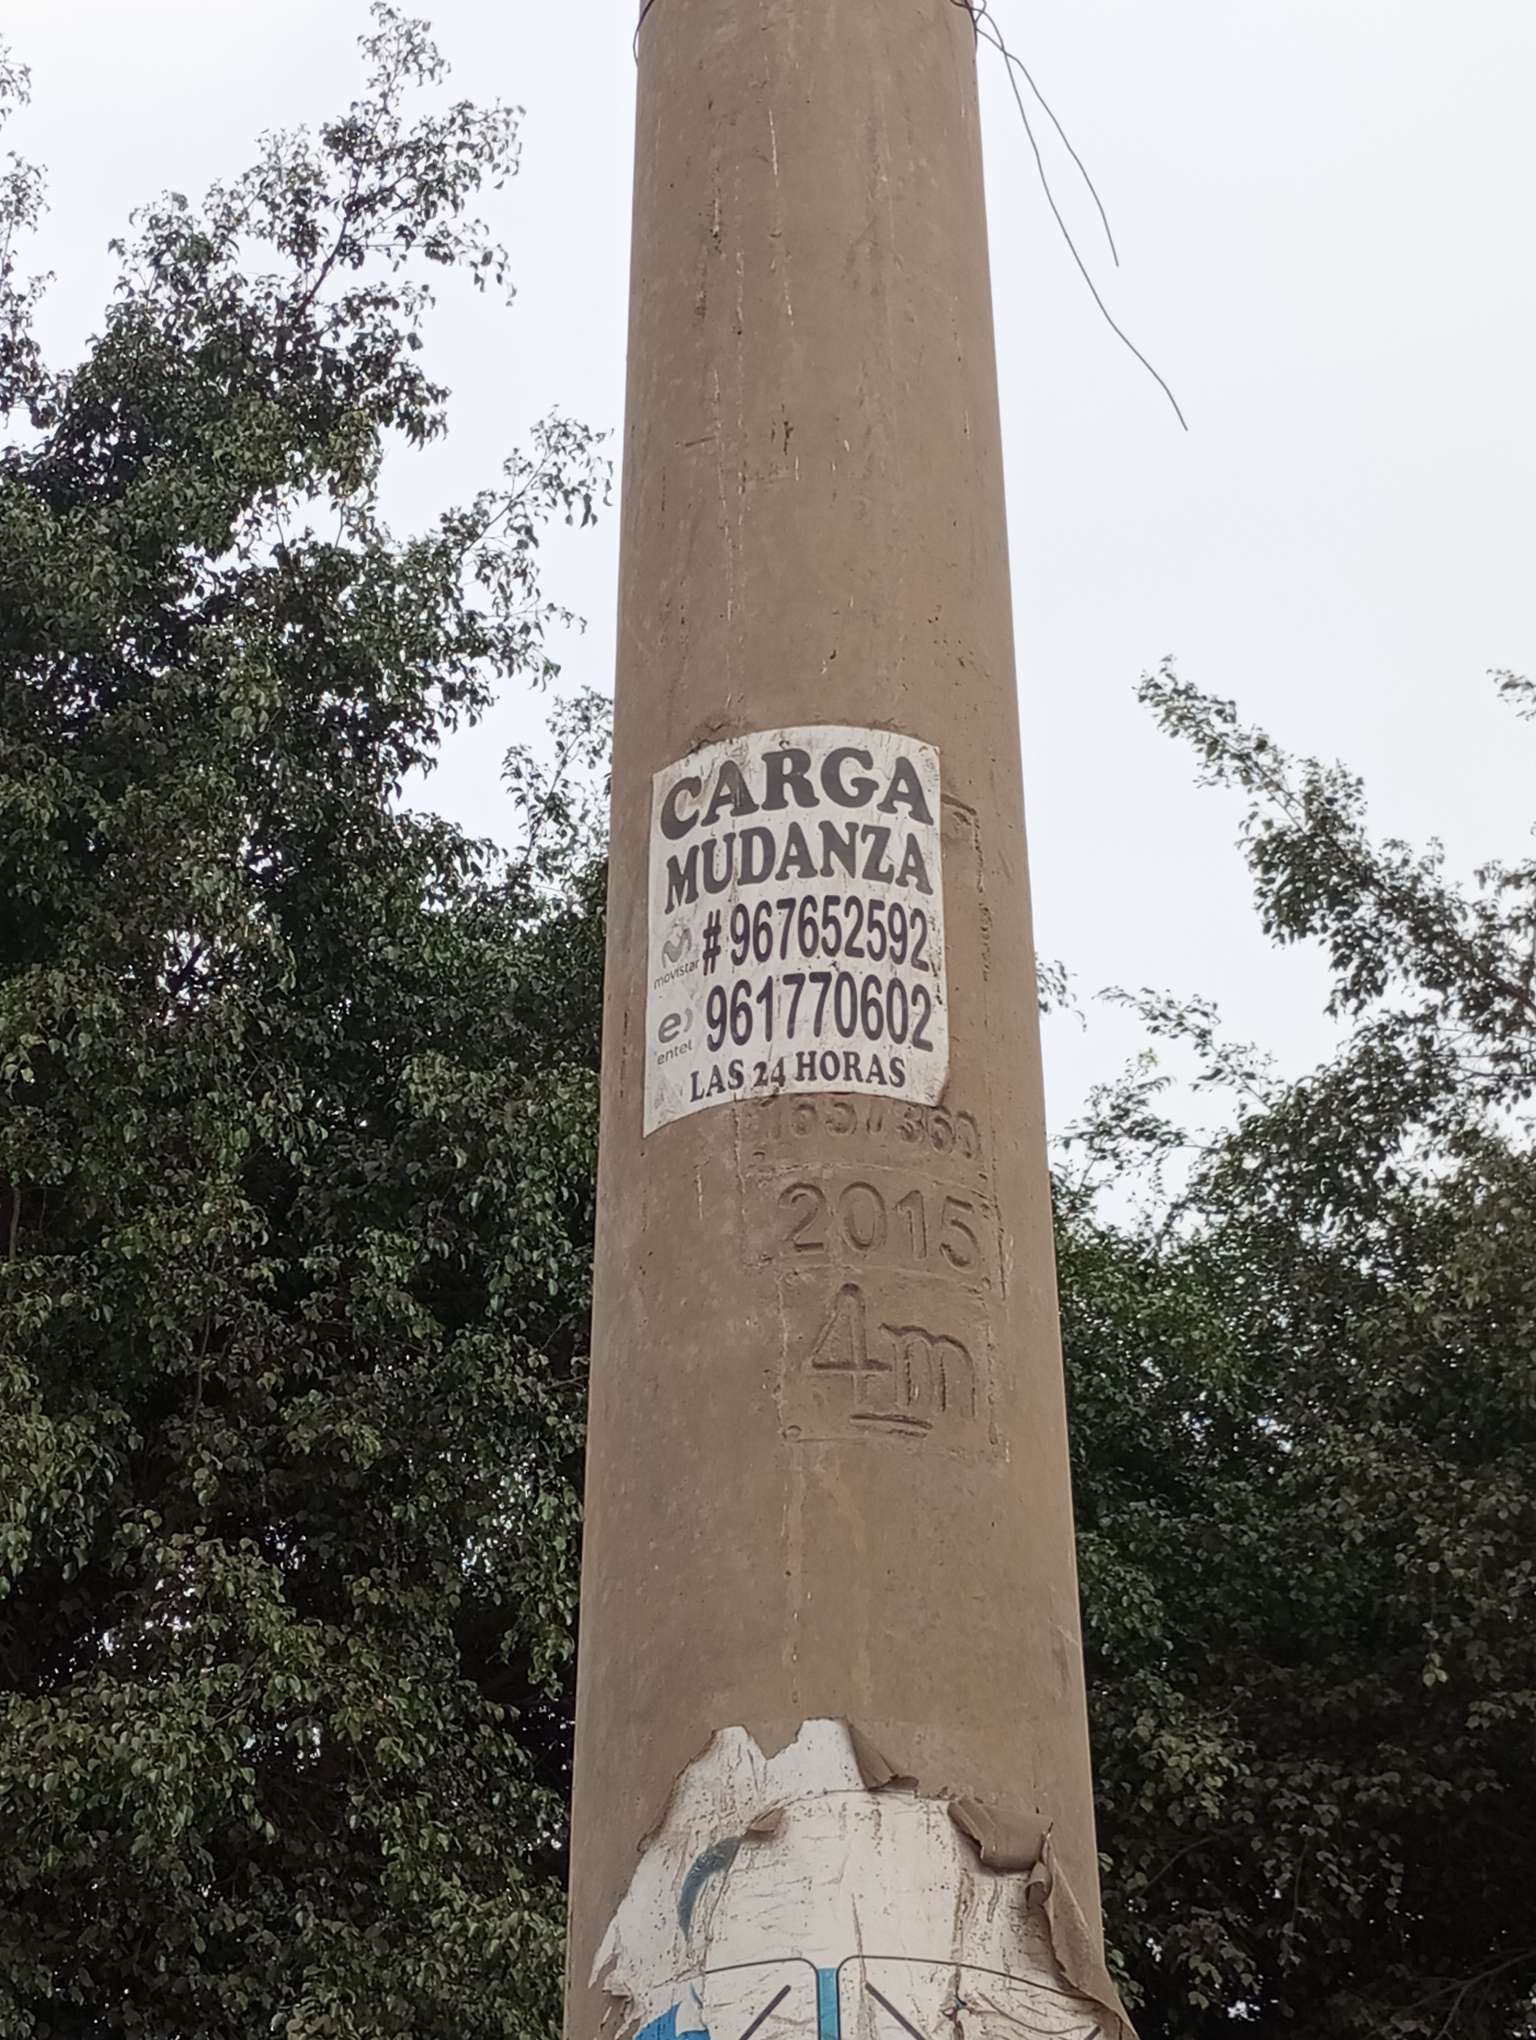 CARGA
MUDANZA
movistar # 967652592
entel 961770602
LAS 24 HORAS
2015
4m